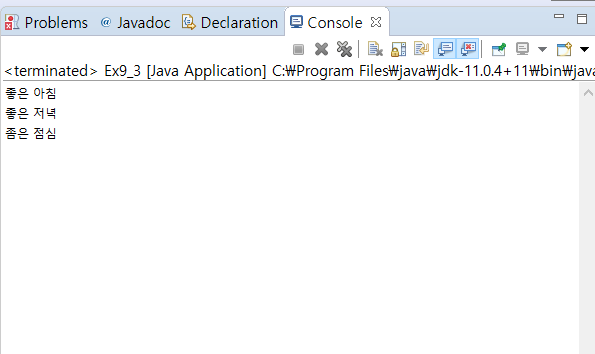 Problems @ Javadoc Declaration Console
<terminated> Ex9_3 [Java Application] C:₩Program Files₩java₩jdk-11.0.4+11₩bin₩java
좋은 아침
좋은 저녁
좀은 점심